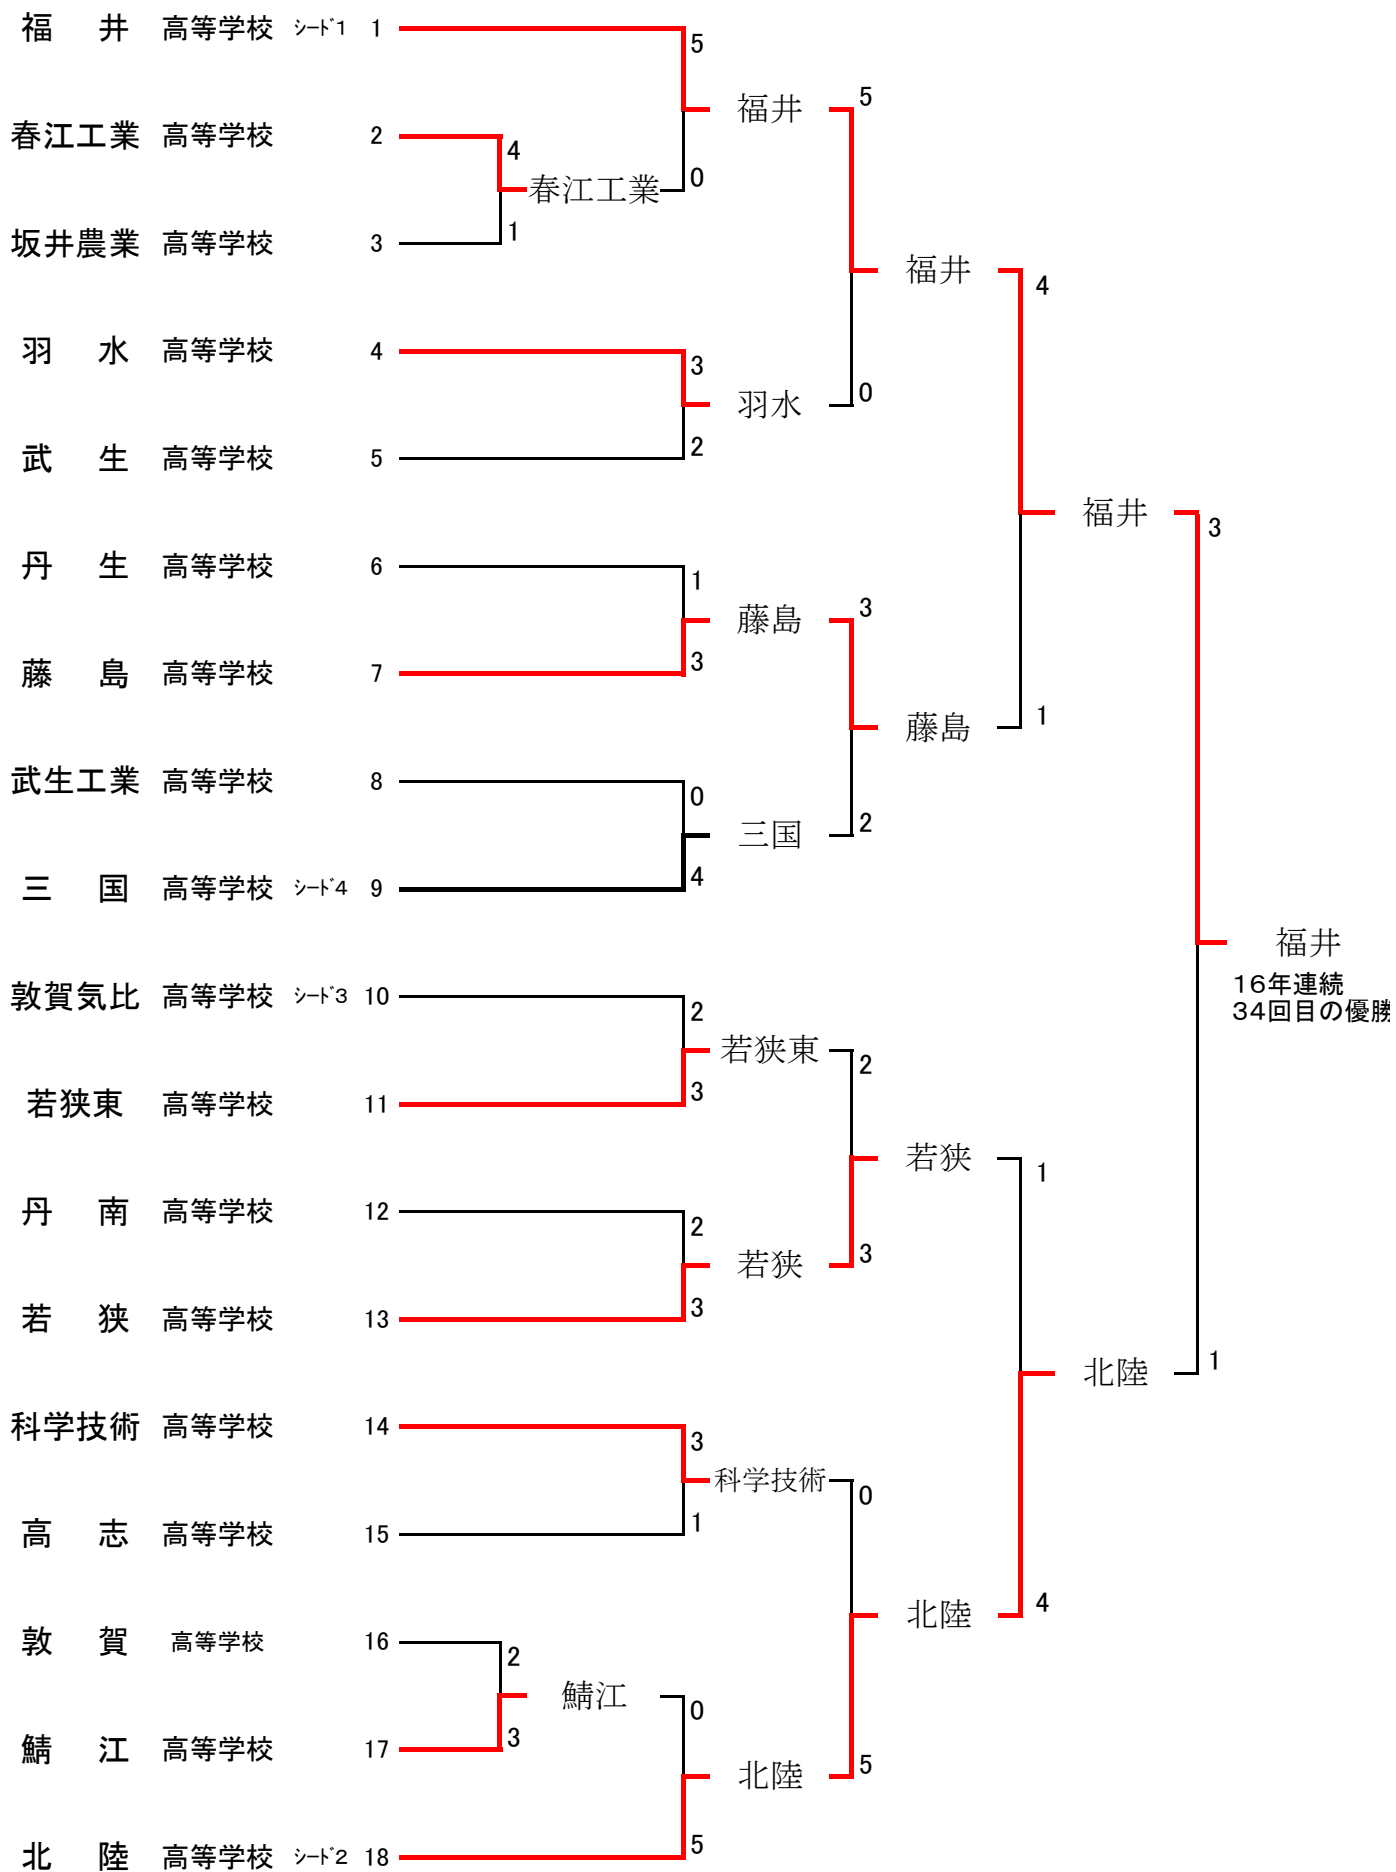 福　井　高等学校　シード1　1
春江工業　高等学校　2
坂井農業　高等学校　3
羽　水　高等学校　4
武　生　高等学校　5
丹　生　高等学校　6
藤　島　高等学校　7
武生工業　高等学校　8
三　国　高等学校　シード4　9
敦賀気比　高等学校　シード3　10
若狭東　高等学校　11
丹　南　高等学校　12
若　狭　高等学校　13
科学技術　高等学校　14
高　志　高等学校　15
敦　賀　高等学校　16
鯖　江　高等学校　17
北　陸　高等学校　シード2　18
4
春江工業
1
2
鯖江
3
5
福井
0
3
羽水
2
1
藤島
3
0
三国
4
2
若狭東
3
2
若狭
3
3
科学技術
1
0
北陸
5
5
福井
0
3
藤島
2
2
若狭
3
0
北陸
5
4
福井
1
1
北陸
4
3
福井
16年連続
34回目の優勝
1